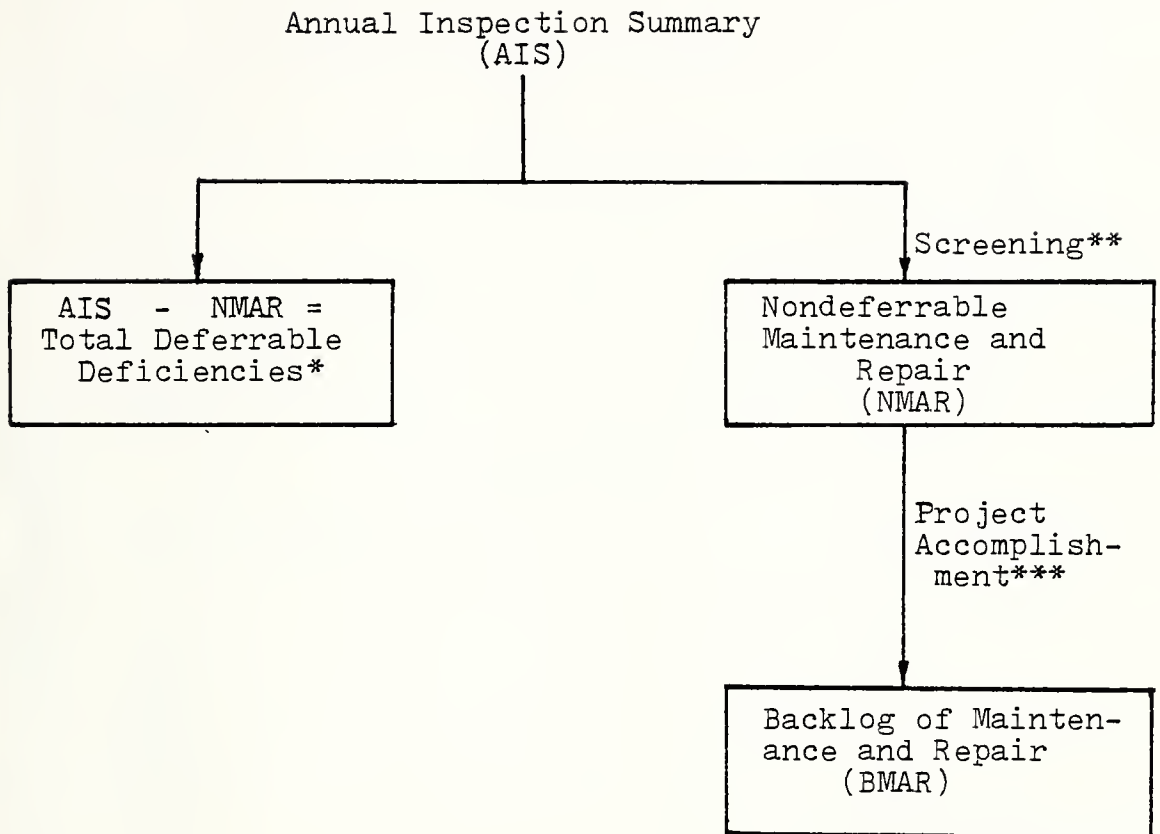 Annual Inspection Summary
(AIS)
Screening**
AIS - NMAR =
Total Deferrable
Deficiencies*
Nondeferrable
Maintenance and
Repair
(NMAR)
Project
Accomplish-
ment***
Backlog of Mainten-
ance and Repair
(BMAR)